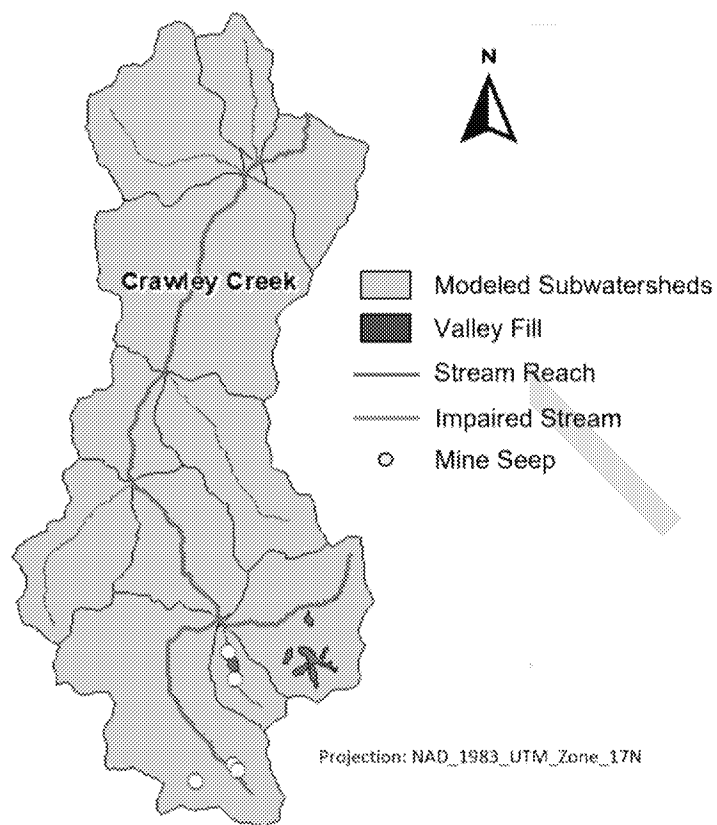 N
Crawley Creek
Modeled Subwatersheds
Valley Fill
Stream Reach
Impaired Stream
Mine Seep
Projection: NAD_1983_UTM_Zone_17N